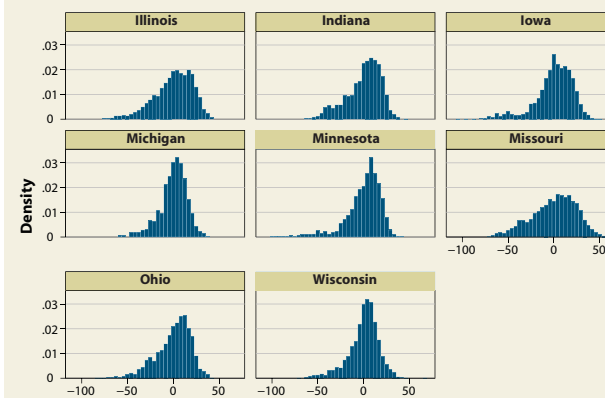 Illinois Indiana Iowa
.03
.02
.01
0
Michigan Minnesota Missouri
.03
.02
.01
0
−100 −50 0 50
Density
Ohio Wisconsin
.03
.02
.01
0
−100 −50 0 50 −100 −50 0 50